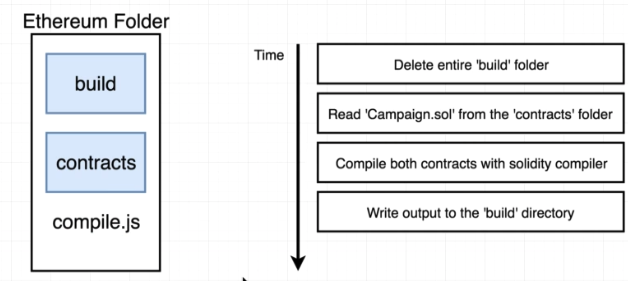 Ethereum Folder
build
contracts
compile.js
Time
Delete entire 'build' folder
Read 'Campaign.sol' from the 'contracts' folder
Compile both contracts with solidity compiler
Write output to the 'build' directory